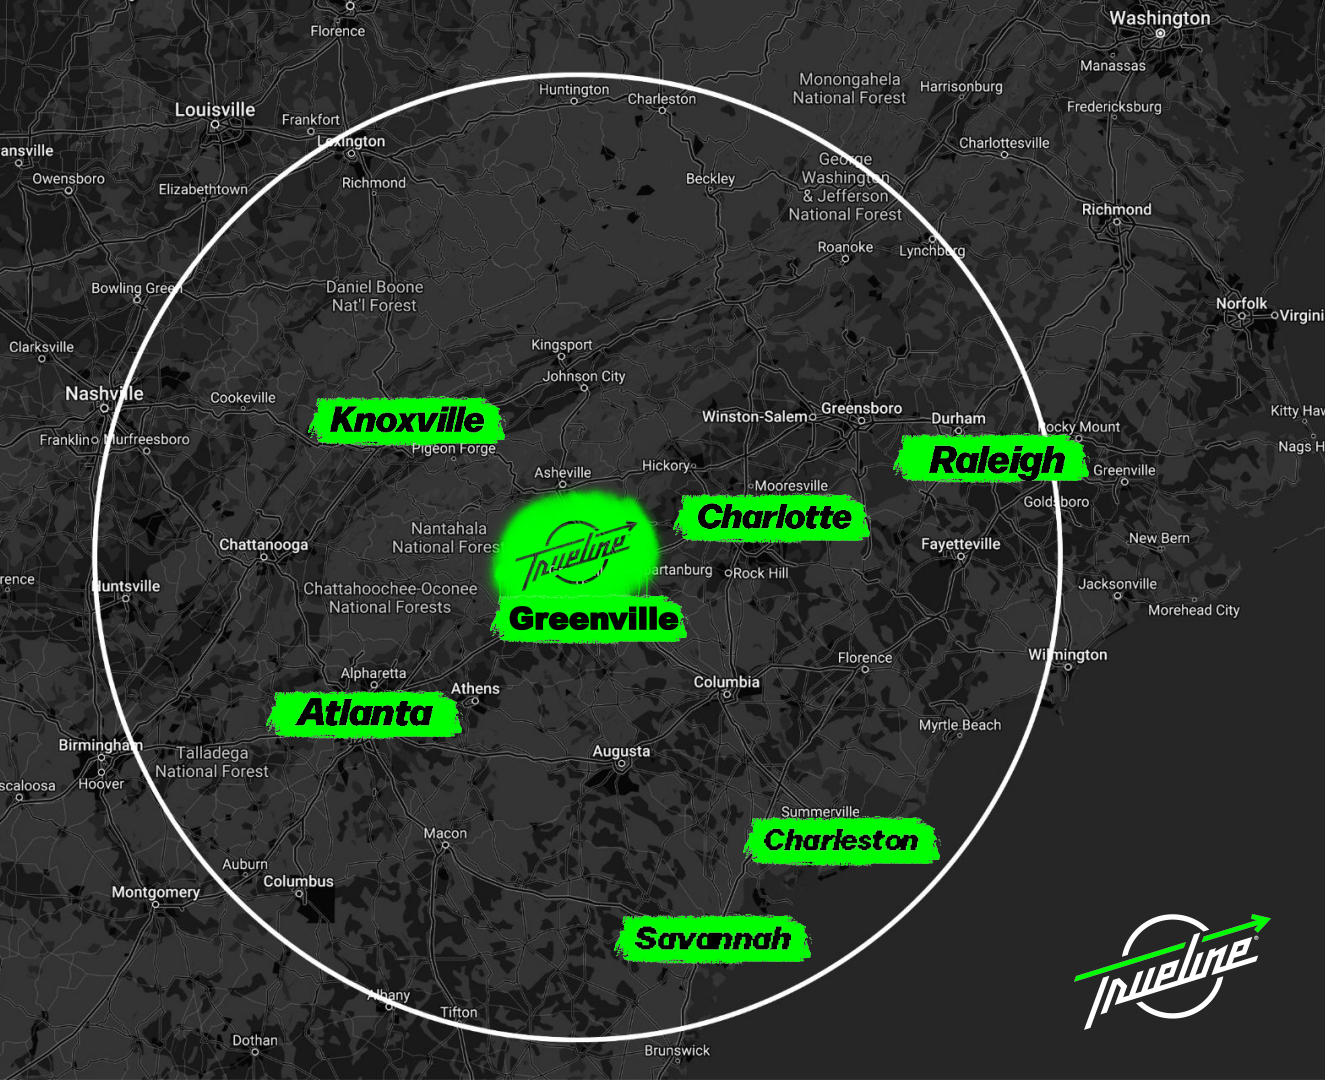 Washington
Florence
Manassas
Huntington
Monongahela
National Forest
Harrisonburg
Charleston
Louisville
Frankfort
Fredericksburg
Lexington
Charlottesville
ansville
George
Washington
& Jefferson
National Forest
Owensboro
Elizabethtown
Richmond
Beckley
Richmond
Roanoke
Lynchburg
Bowling Green
Daniel Boone
Nat'l Forest
Norfolk
Virgini
Clarksville
Kingsport
Johnson City
Nashville
Cookeville
Knoxville
Winston-Salem
Greensboro
Durham
Kitty Haw
Rocky Mount
Franklin
Murfreesboro
Pigeon Forge
Nags H
Raleigh
Asheville
Hickory
Greenville
Mooresville
Goldsboro
Charlotte
Nantahala
National Forest
Trueline
Chattanooga
Fayetteville
New Bern
rence
Huntsville
artanburg
Rock Hill
Jacksonville
Chattahoochee-Oconee
National Forests
Morehead City
Greenville
Wilmington
Florence
Alpharetta
Athens
Columbia
Atlanta
Myrtle Beach
Birmingham
Talladega
National Forest
Augusta
scaloosa
Hoover
Summerville
Macon
Charleston
Auburn
Columbus
Montgomery
Savannah
Trueline
Albany
Tifton
Dothan
Brunswick